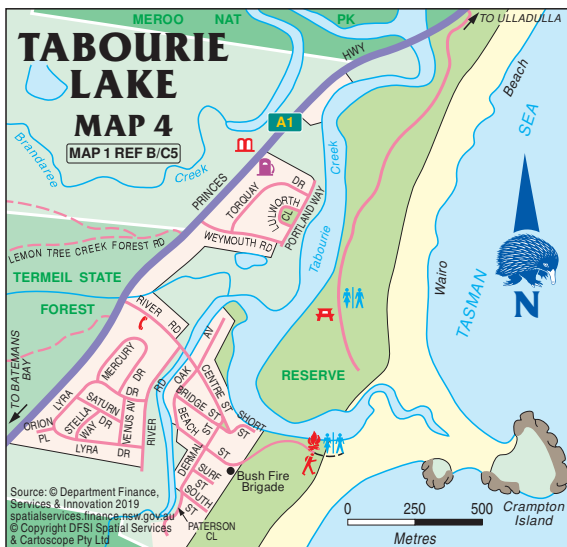 MEROO NAT PK
TO ULLADULLA
TABOURIE
LAKE
MAP 4
MAP 1 REF B/C5
HWY
A1
Beach
SEA
Brandaree
Creek
PRINCES
TORQUAY
DR
LULNORTH
CL
PORTLAND WAY
WEYMOUTH RD
Creek
Tabourie
Wairo
TASMAN
N
LEMON TREE CREEK FOREST RD
TERMEIL STATE
FOREST
RIVER RD
RESERVE
TO BATEMANS
BAY
MERCURY
DR
LYRA
SATURN
DR
STELLA
WAY
DR
VENUS AV
RIVER
RD
ORION
PL
LYRA DR
OAK
AV
CENTRE ST
BRIDGE ST
SHORT
ST
BEACH
ST
DERMAL
ST
SURF
ST
SOUTH
ST
PATERSON
CL
Bush Fire
Brigade
Source: © Department Finance,
Services & Innovation 2019
spatialservices.finance.nsw.gov.au
© Copyright DFSI Spatial Services
& Cartoscope Pty Ltd
0 250 500
Metres
Crampton
Island